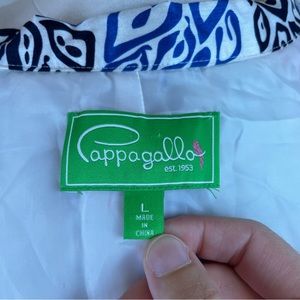 Pappagallo
est. 1953
L
MADE
IN
CHINA